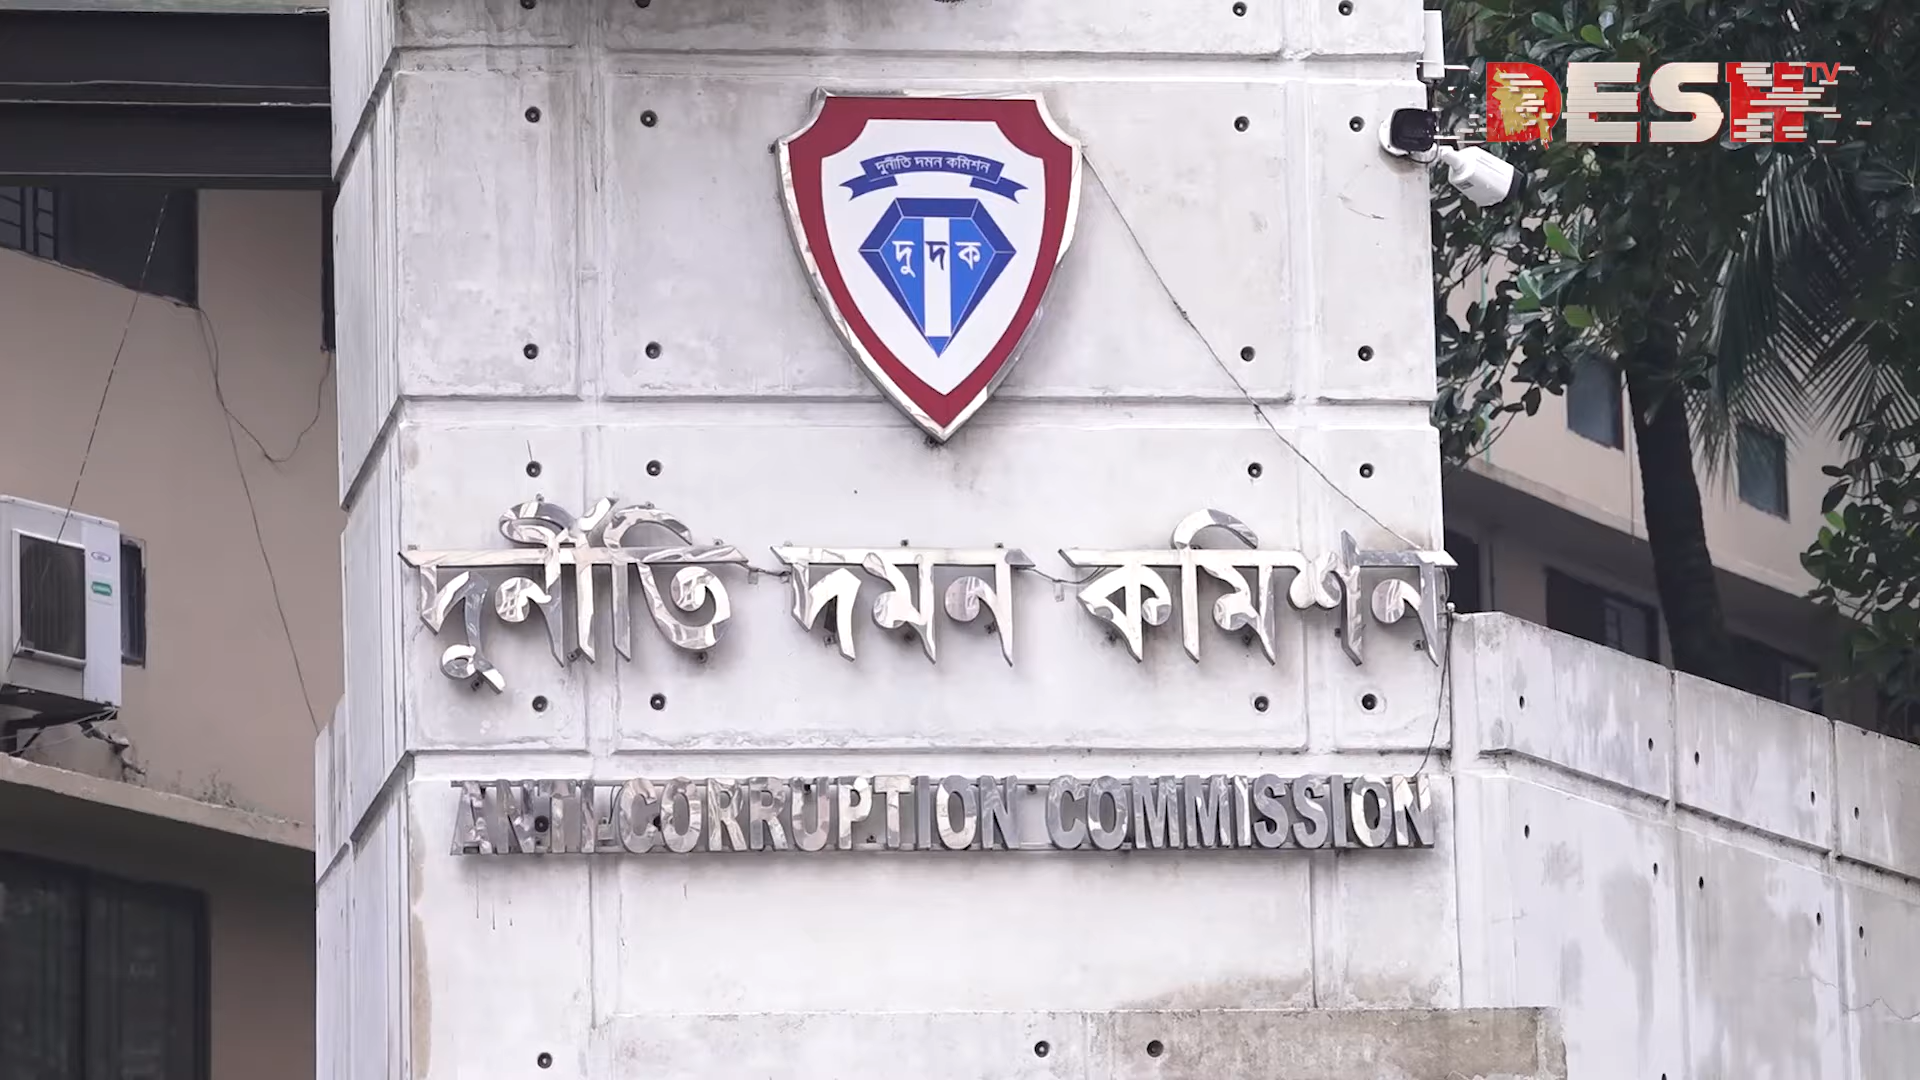 DESH TV
দুর্নীতি দমন কমিশন
দু দ ক
দুর্নীতি দমন কমিশন
ANTI-CORRUPTION COMMISSION